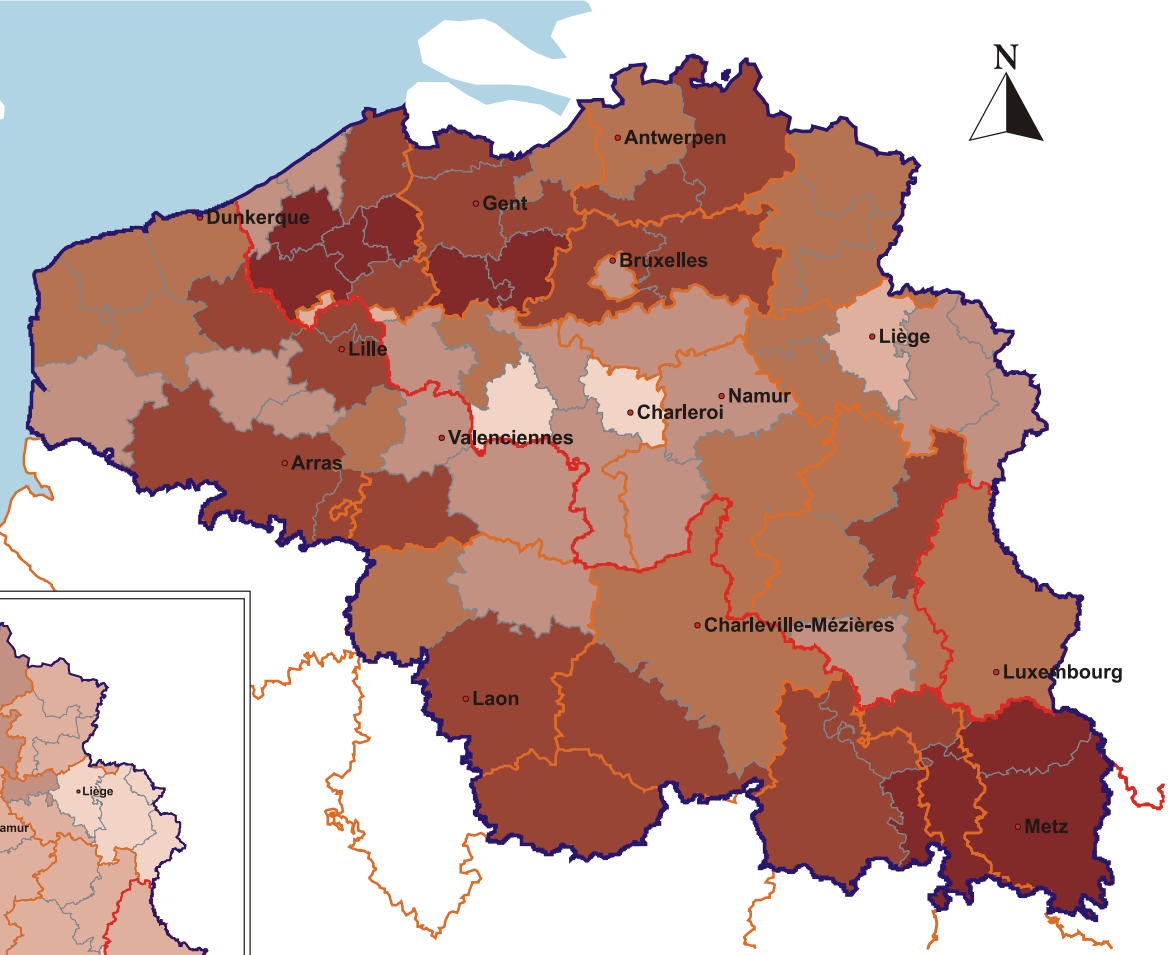 N
Antwerpen
Gent
Dunkerque
Bruxelles
Liège
Lille
Namur
Charleroi
Valenciennes
Arras
Charleville-Mézières
Luxembourg
Laon
Liège
amur
Metz